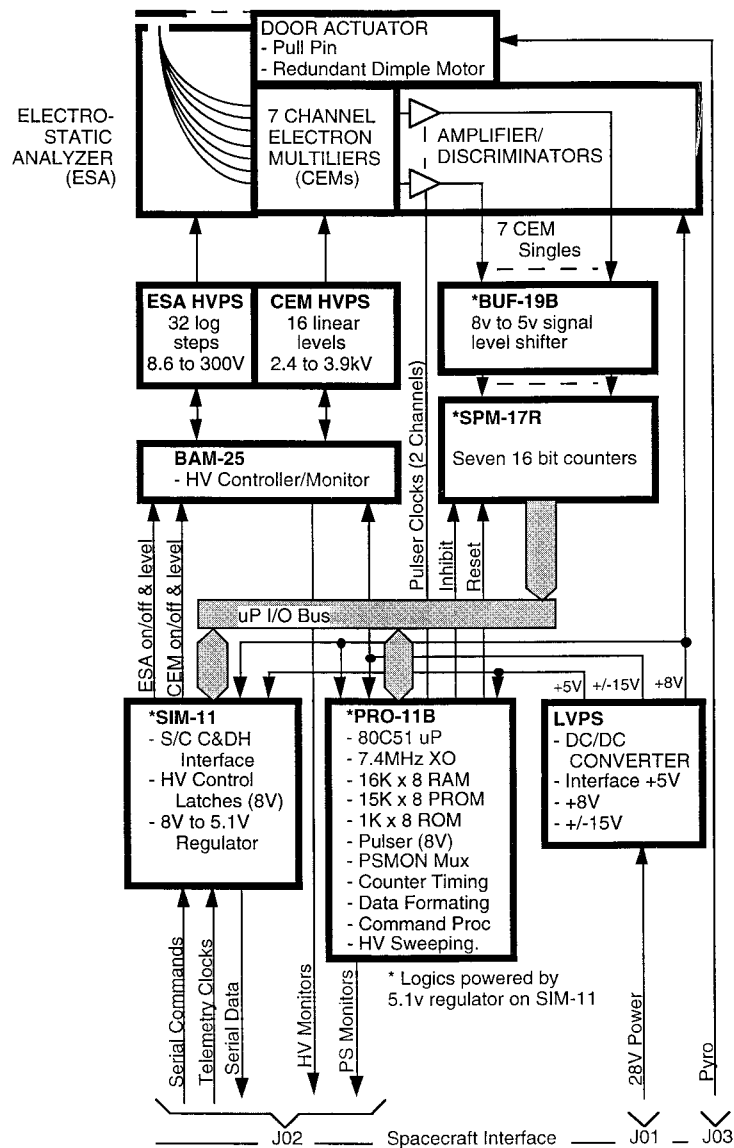 DOOR ACTUATOR
- Pull Pin
- Redundant Dimple Motor
ELECTRO-
STATIC
ANALYZER
(ESA)
7 CHANNEL
ELECTRON
MULTILIERS
(CEMs)
AMPLIFIER/
DISCRIMINATORS
7 CEM
Singles
ESA HVPS
32 log
steps
8.6 to 300V
CEM HVPS
16 linear
levels
2.4 to 3.9kV
*BUF-19B
8v to 5v signal
level shifter
*SPM-17R
Seven 16 bit counters
BAM-25
- HV Controller/Monitor
ESA on/off & level
CEM on/off & level
Pulser Clocks (2 Channels)
Inhibit
Reset
uP I/O Bus
+5V
+/-15V
+8V
*SIM-11
- S/C C&DH
Interface
- HV Control
Latches (8V)
- 8V to 5.1V
Regulator
*PRO-11B
- 80C51 uP
- 7.4MHz XO
- 16K x 8 RAM
- 15K x 8 PROM
- 1K x 8 ROM
- Pulser (8V)
- PSMON Mux
- Counter Timing
- Data Formating
- Command Proc
- HV Sweeping.
LVPS
- DC/DC
CONVERTER
- Interface +5V
- +8V
- +/-15V
* Logics powered by
5.1v regulator on SIM-11
Serial Commands
Telemetry Clocks
Serial Data
HV Monitors
PS Monitors
28V Power
Pyro
J02
Spacecraft Interface
J01
J03